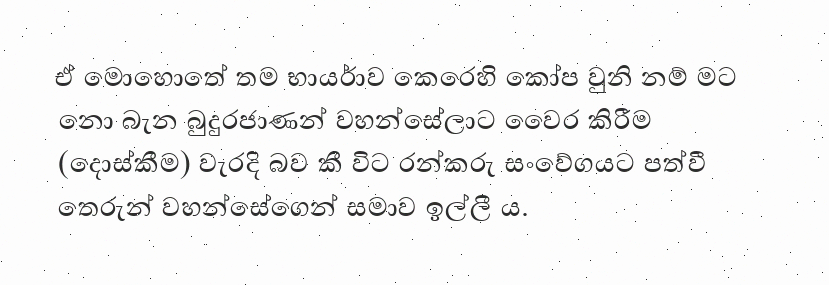 ඒ මොහොතේ තම භාර්යාව කෙරෙහි කෝප වුනි නම් මට
නො බැන බුදුරජාණන් වහන්සේලාට වෛර කිරීම
(දොස්කීම) වැරදි බව කී විට රන්කරු සංවේගයට පත්වී
තෙරුන් වහන්සේගෙන් සමාව ඉල්ලී ය.